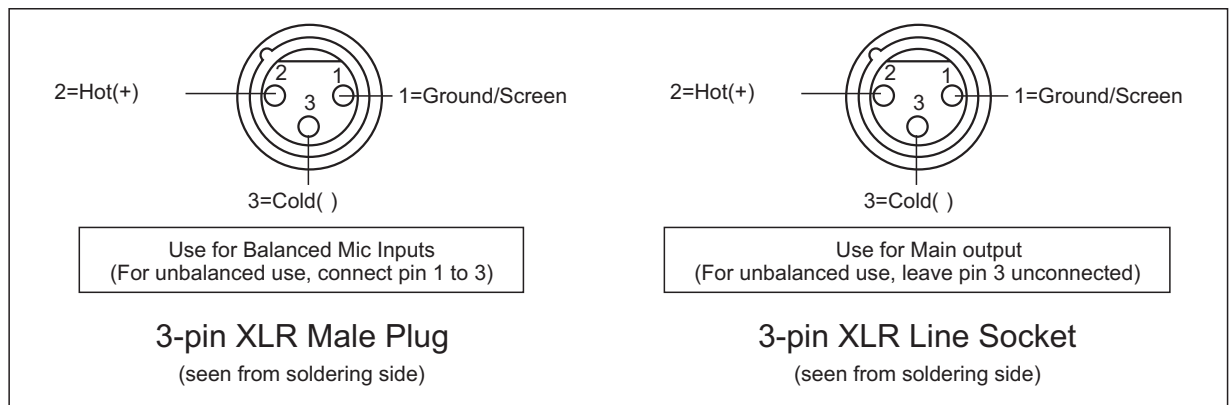 2
1
3
2=Hot(+)
1=Ground/Screen
3=Cold( )
Use for Balanced Mic Inputs
(For unbalanced use, connect pin 1 to 3)
3-pin XLR Male Plug
(seen from soldering side)
2
1
3
2=Hot(+)
1=Ground/Screen
3=Cold( )
Use for Main output
(For unbalanced use, leave pin 3 unconnected)
3-pin XLR Line Socket
(seen from soldering side)